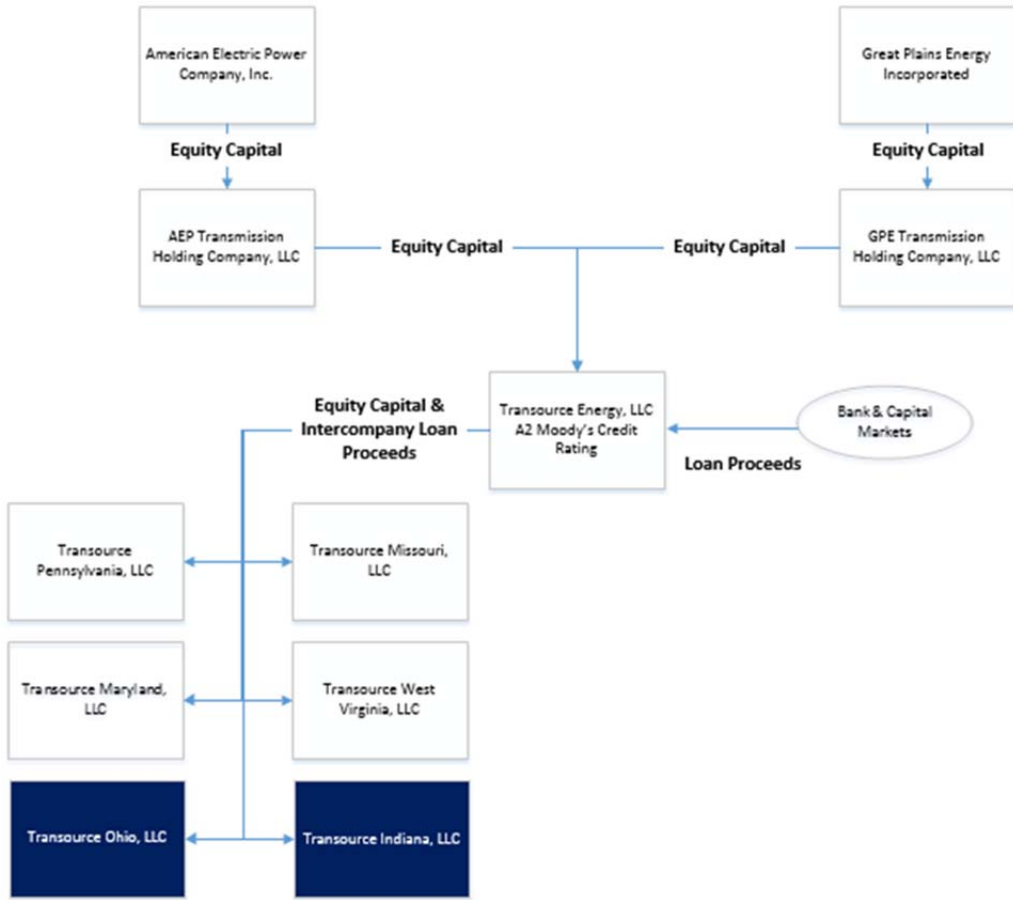 American Electric Power
Company, Inc.
Great Plains Energy
Incorporated
Equity Capital
Equity Capital
AEP Transmission
Holding Company, LLC
Equity Capital
Equity Capital
GPE Transmission
Holding Company, LLC
Equity Capital &
Intercompany Loan
Proceeds
Transource Energy, LLC
A2 Moody's Credit
Rating
Bank & Capital
Markets
Loan Proceeds
Transource
Pennsylvania, LLC
Transource Missouri,
LLC
Transource Maryland,
LLC
Transource West
Virginia, LLC
Transource Ohio, LLC
Transource Indiana, LLC